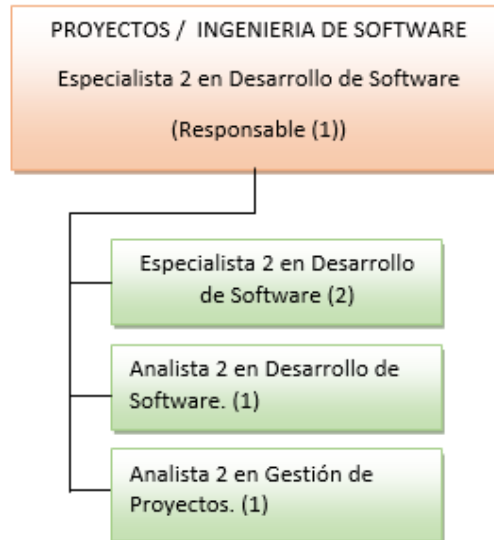 PROYECTOS / INGENIERIA DE SOFTWARE
Especialista 2 en Desarrollo de Software
(Responsable (1))
Especialista 2 en Desarrollo
de Software (2)
Analista 2 en Desarrollo de
Software. (1)
Analista 2 en Gestión de
Proyectos. (1)